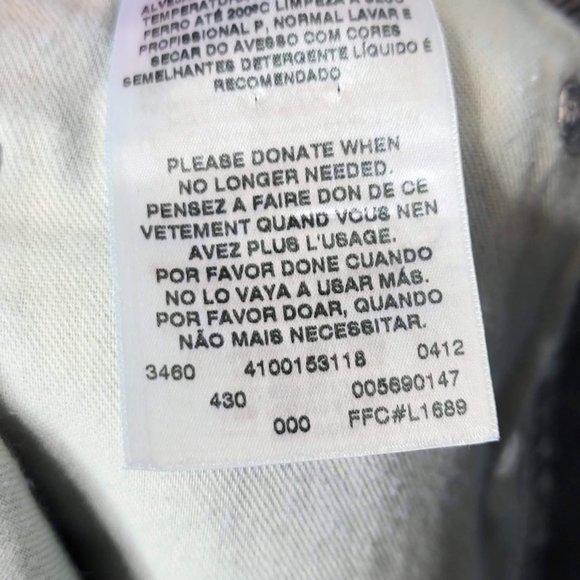 TEMPERATURA
FERRO ATÉ 200ºC LIMPEZA A SECO
PROFISSIONAL P, NORMAL LAVAR E
SECAR DO AVESSO COM CORES
SEMELHANTES DETERGENTE LÍQUIDO É
RECOMENDADO
PLEASE DONATE WHEN
NO LONGER NEEDED.
PENSEZ A FAIRE DON DE CE
VETEMENT QUAND VOUS NEN
AVEZ PLUS L'USAGE.
POR FAVOR DONE CUANDO
NO LO VAYA A USAR MÁS.
POR FAVOR DOAR, QUANDO
NÃO MAIS NECESSITAR.
3460 4100153118 0412
430 005690147
000 FFC#L1689